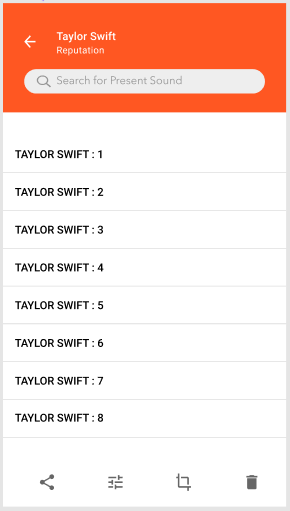 Taylor Swift
Reputation
Search for Present Sound
TAYLOR SWIFT : 1
TAYLOR SWIFT : 2
TAYLOR SWIFT : 3
TAYLOR SWIFT : 4
TAYLOR SWIFT : 5
TAYLOR SWIFT : 6
TAYLOR SWIFT : 7
TAYLOR SWIFT : 8